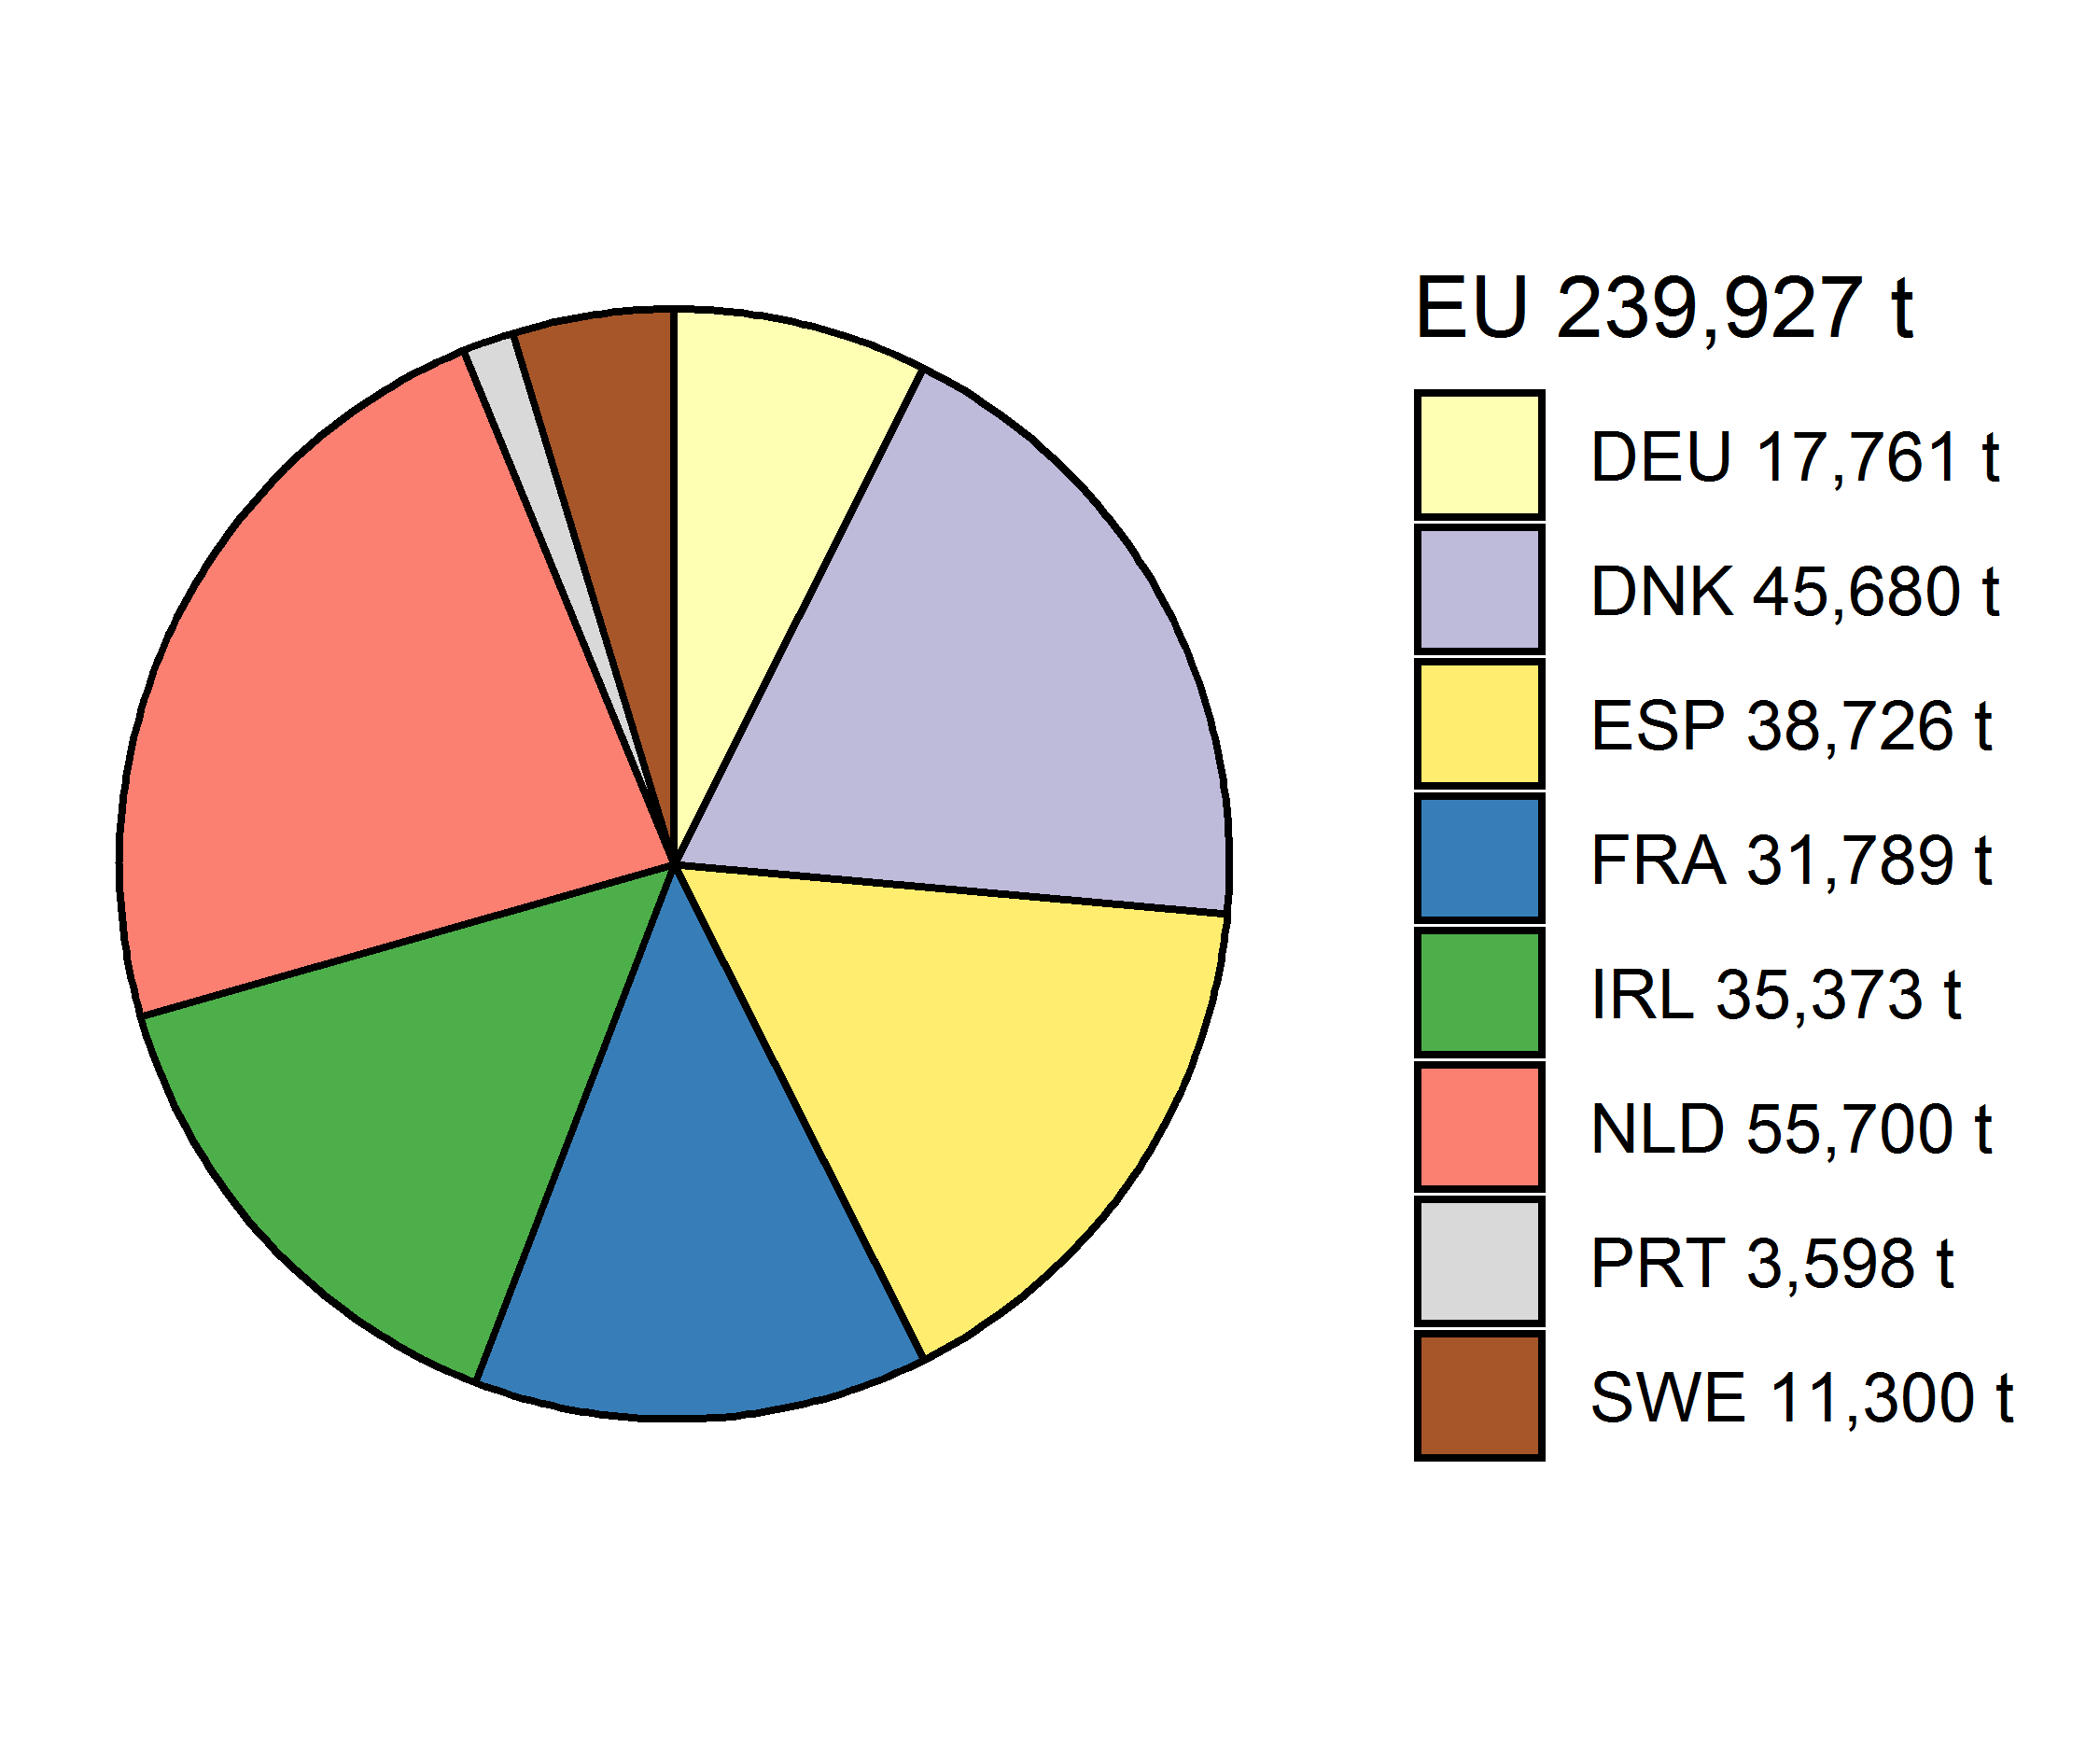 EU 239,927 t
DEU 17,761 t
DNK 45,680 t
ESP 38,726 t
FRA 31,789 t
IRL 35,373 t
NLD 55,700 t
PRT 3,598 t
SWE 11,300 t